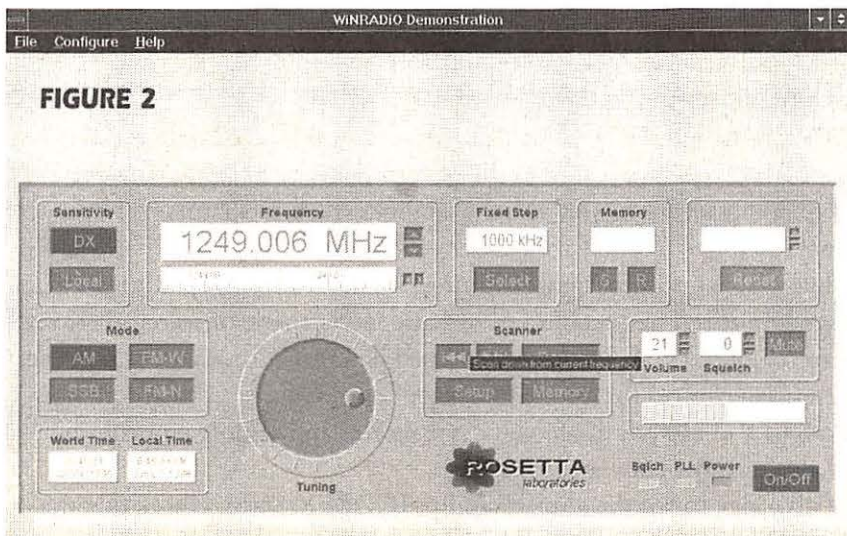 WiNRADiO Demonstration
File Configure Help
FIGURE 2
Sensitivity
DX
Local
Frequency
1249.006 MHz
Fixed Step
1000 kHz
Select
Memory
S R
Reset
Mode
AM FM-W
SSB FM-N
Scanner
Scan down from current frequency
Setup Memory
21 0 Mute
Volume Squelch
World Time Local Time
Tuning
ROSETTA
laboratories
Sqlch PLL Power
On/Off